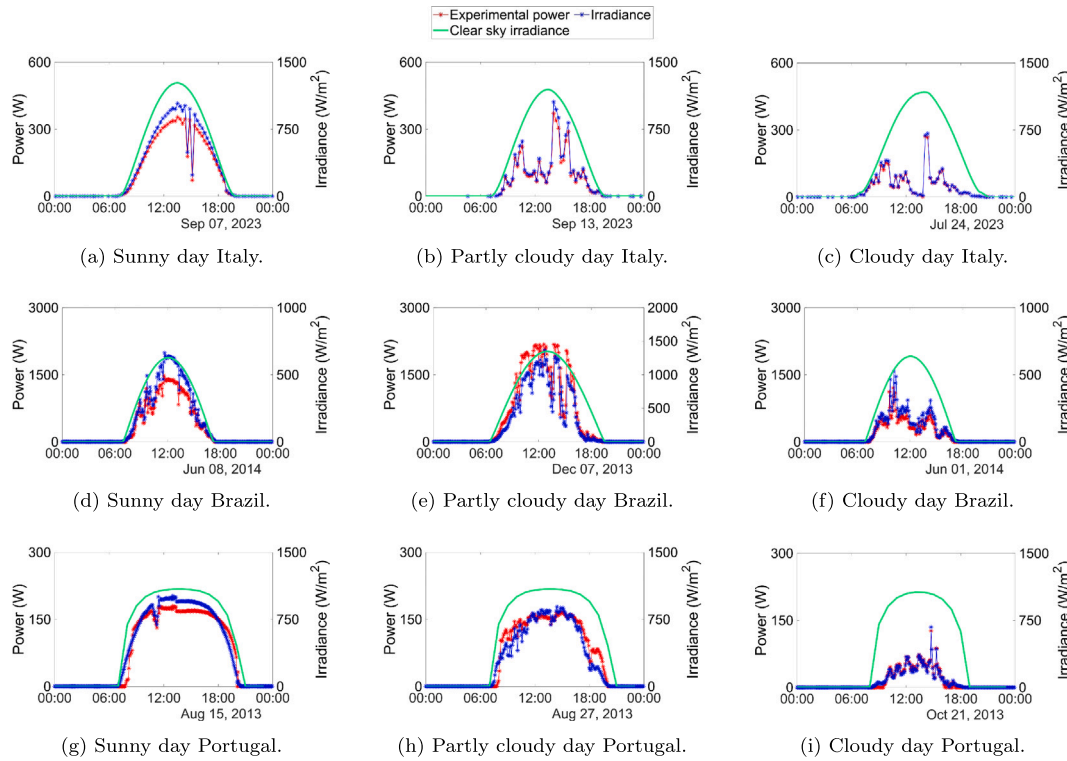 Experimental power Irradiance
Clear sky irradiance
600 1500 600 1500 600 1500
Power (W) Irradiance (W/m²) Power (W) Irradiance (W/m²) Power (W) Irradiance (W/m²)
300 750 300 750 300 750
0 0 0 0 0 0
00:00 06:00 12:00 18:00 00:00 00:00 06:00 12:00 18:00 00:00 00:00 06:00 12:00 18:00 00:00
Sep 07, 2023 Sep 13, 2023 Jul 24, 2023
(a) Sunny day Italy. (b) Partly cloudy day Italy. (c) Cloudy day Italy.
3000 1000 3000 2000 3000 1000
Power (W) Irradiance (W/m²) Power (W) Irradiance (W/m²) Power (W) Irradiance (W/m²)
1500
1500 500 1500 1000 1500 500
500
0 0 0 0 0 0
00:00 06:00 12:00 18:00 00:00 00:00 06:00 12:00 18:00 00:00 00:00 06:00 12:00 18:00 00:00
Jun 08, 2014 Dec 07, 2013 Jun 01, 2014
(d) Sunny day Brazil. (e) Partly cloudy day Brazil. (f) Cloudy day Brazil.
300 1500 300 1500 300 1500
Power (W) Irradiance (W/m²) Power (W) Irradiance (W/m²) Power (W) Irradiance (W/m²)
150 750 150 750 150 750
0 0 0 0 0 0
00:00 06:00 12:00 18:00 00:00 00:00 06:00 12:00 18:00 00:00 00:00 06:00 12:00 18:00 00:00
Aug 15, 2013 Aug 27, 2013 Oct 21, 2013
(g) Sunny day Portugal. (h) Partly cloudy day Portugal. (i) Cloudy day Portugal.